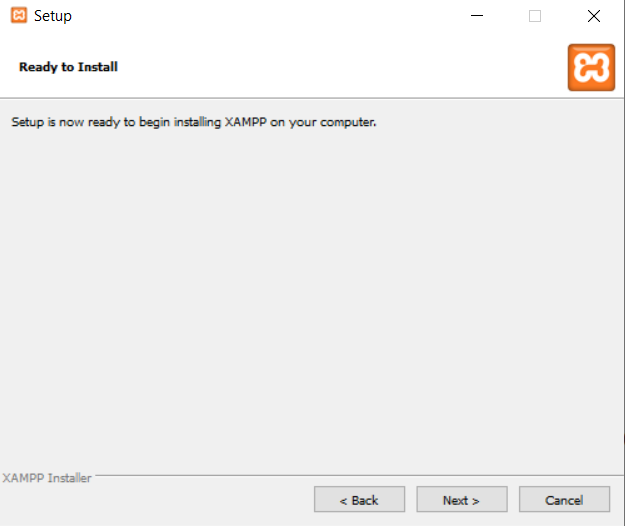 Setup
Ready to Install
Setup is now ready to begin installing XAMPP on your computer.
XAMPP Installer
< Back
Next >
Cancel